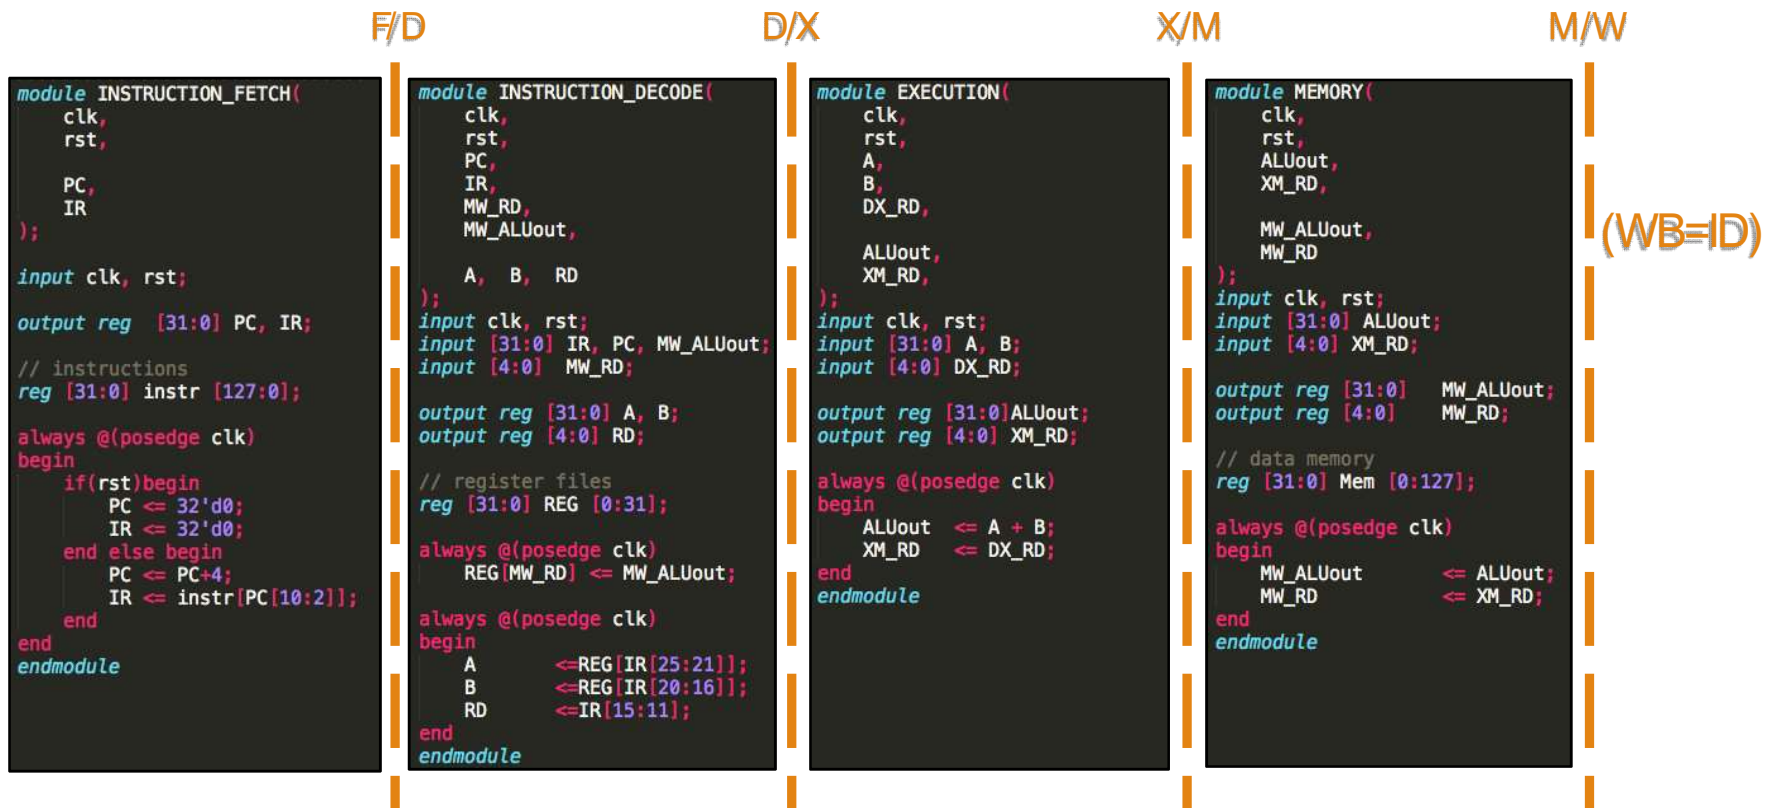 F/D
D/X
X/M
M/W
module INSTRUCTION_FETCH(
    clk,
    rst,

    PC,
    IR
);

input clk, rst;

output reg  [31:0] PC, IR;

// instructions
reg [31:0] instr [127:0];

always @(posedge clk)
begin
    if(rst)begin
        PC <= 32'd0;
        IR <= 32'd0;
    end else begin
        PC <= PC+4;
        IR <= instr[PC[10:2]];
    end
end
endmodule
module INSTRUCTION_DECODE(
    clk,
    rst,
    PC,
    IR,
    MW_RD,
    MW_ALUout,

    A,  B,  RD
);
input clk, rst;
input [31:0] IR, PC, MW_ALUout;
input [4:0]  MW_RD;

output reg [31:0] A, B;
output reg [4:0] RD;

// register files
reg [31:0] REG [0:31];

always @(posedge clk)
    REG[MW_RD] <= MW_ALUout;

always @(posedge clk)
begin
    A       <=REG[IR[25:21]];
    B       <=REG[IR[20:16]];
    RD      <=IR[15:11];
end
endmodule
module EXECUTION(
    clk,
    rst,
    A,
    B,
    DX_RD,

    ALUout,
    XM_RD,
);
input clk, rst;
input [31:0] A, B;
input [4:0] DX_RD;

output reg [31:0]ALUout;
output reg [4:0] XM_RD;

always @(posedge clk)
begin
    ALUout  <= A + B;
    XM_RD   <= DX_RD;
end
endmodule
module MEMORY(
    clk,
    rst,
    ALUout,
    XM_RD,

    MW_ALUout,
    MW_RD
);
input clk, rst;
input [31:0] ALUout;
input [4:0] XM_RD;

output reg [31:0]   MW_ALUout;
output reg [4:0]    MW_RD;

// data memory
reg [31:0] Mem [0:127];

always @(posedge clk)
begin
    MW_ALUout       <= ALUout;
    MW_RD           <= XM_RD;
end
endmodule
(WB=ID)